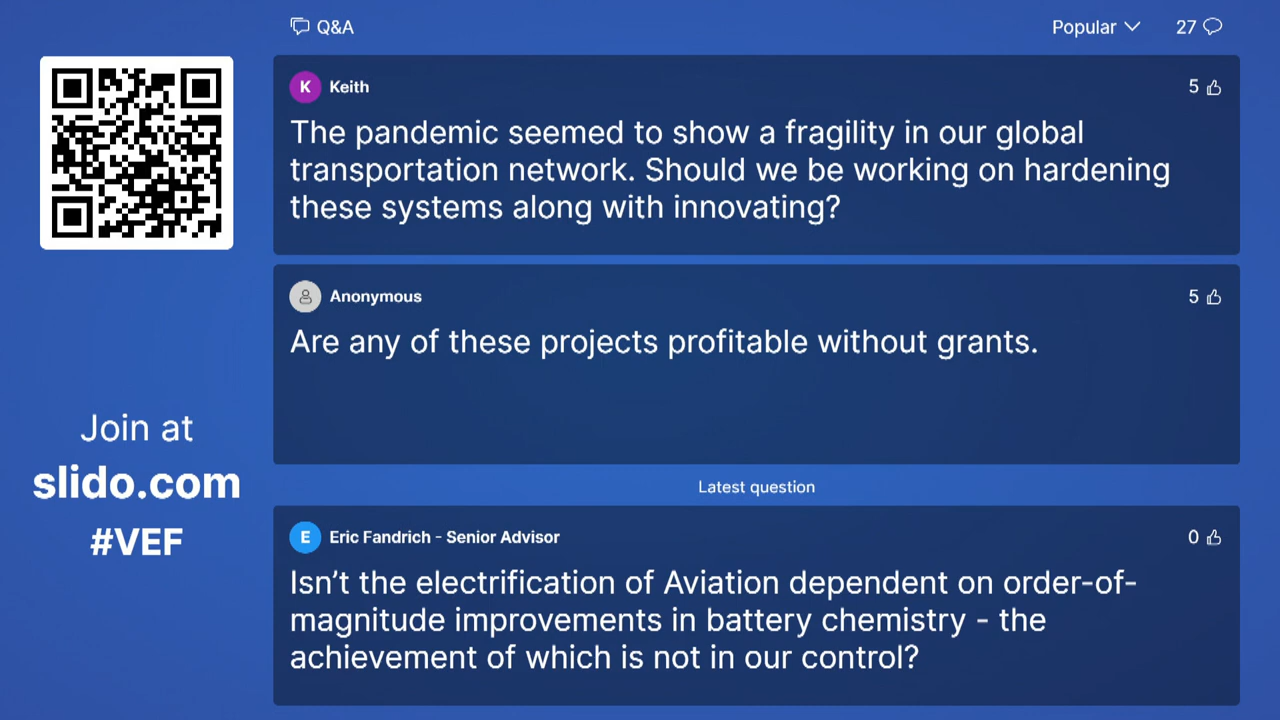 Q&A
Popular
27
K
Keith
5
The pandemic seemed to show a fragility in our global
transportation network. Should we be working on hardening
these systems along with innovating?
Anonymous
5
Are any of these projects profitable without grants.
Join at
slido.com
#VEF
Latest question
E
Eric Fandrich - Senior Advisor
0
Isn’t the electrification of Aviation dependent on order-of-
magnitude improvements in battery chemistry - the
achievement of which is not in our control?